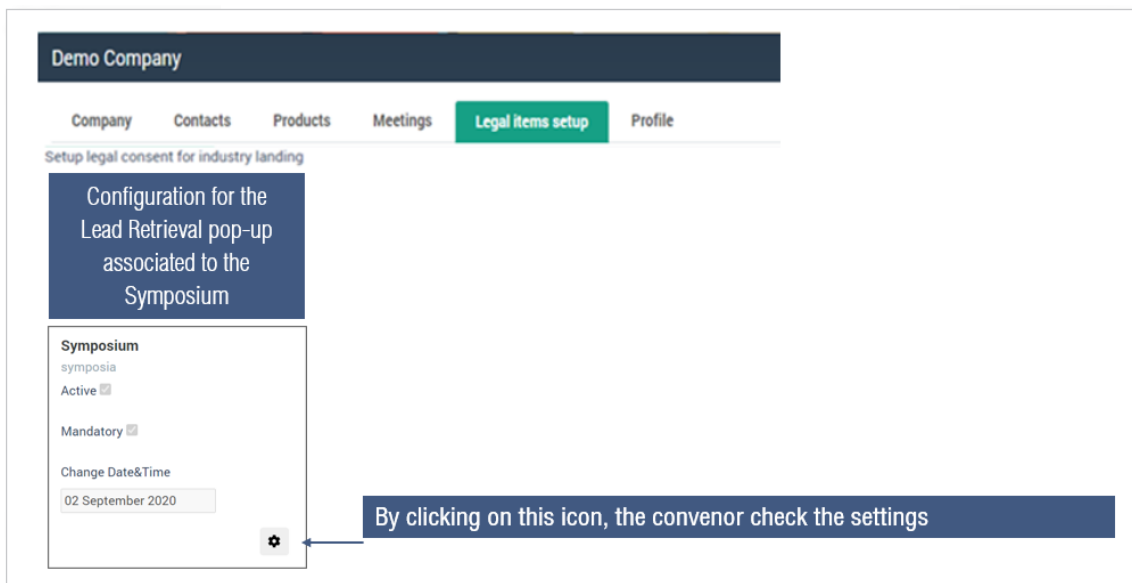 Demo Company
Company Contacts Products Meetings Legal items setup Profile
Setup legal consent for industry landing
Configuration for the
Lead Retrieval pop-up
associated to the
Symposium
Symposium
symposia
Active
Mandatory
Change Date&Time
02 September 2020
By clicking on this icon, the convenor check the settings